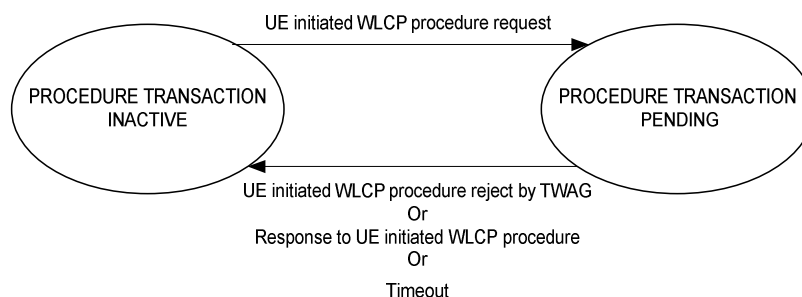 UE initiated WLCP procedure request
PROCEDURE TRANSACTION
INACTIVE
PROCEDURE TRANSACTION
PENDING
UE initiated WLCP procedure reject by TWAG
Or
Response to UE initiated WLCP procedure
Or
Timeout